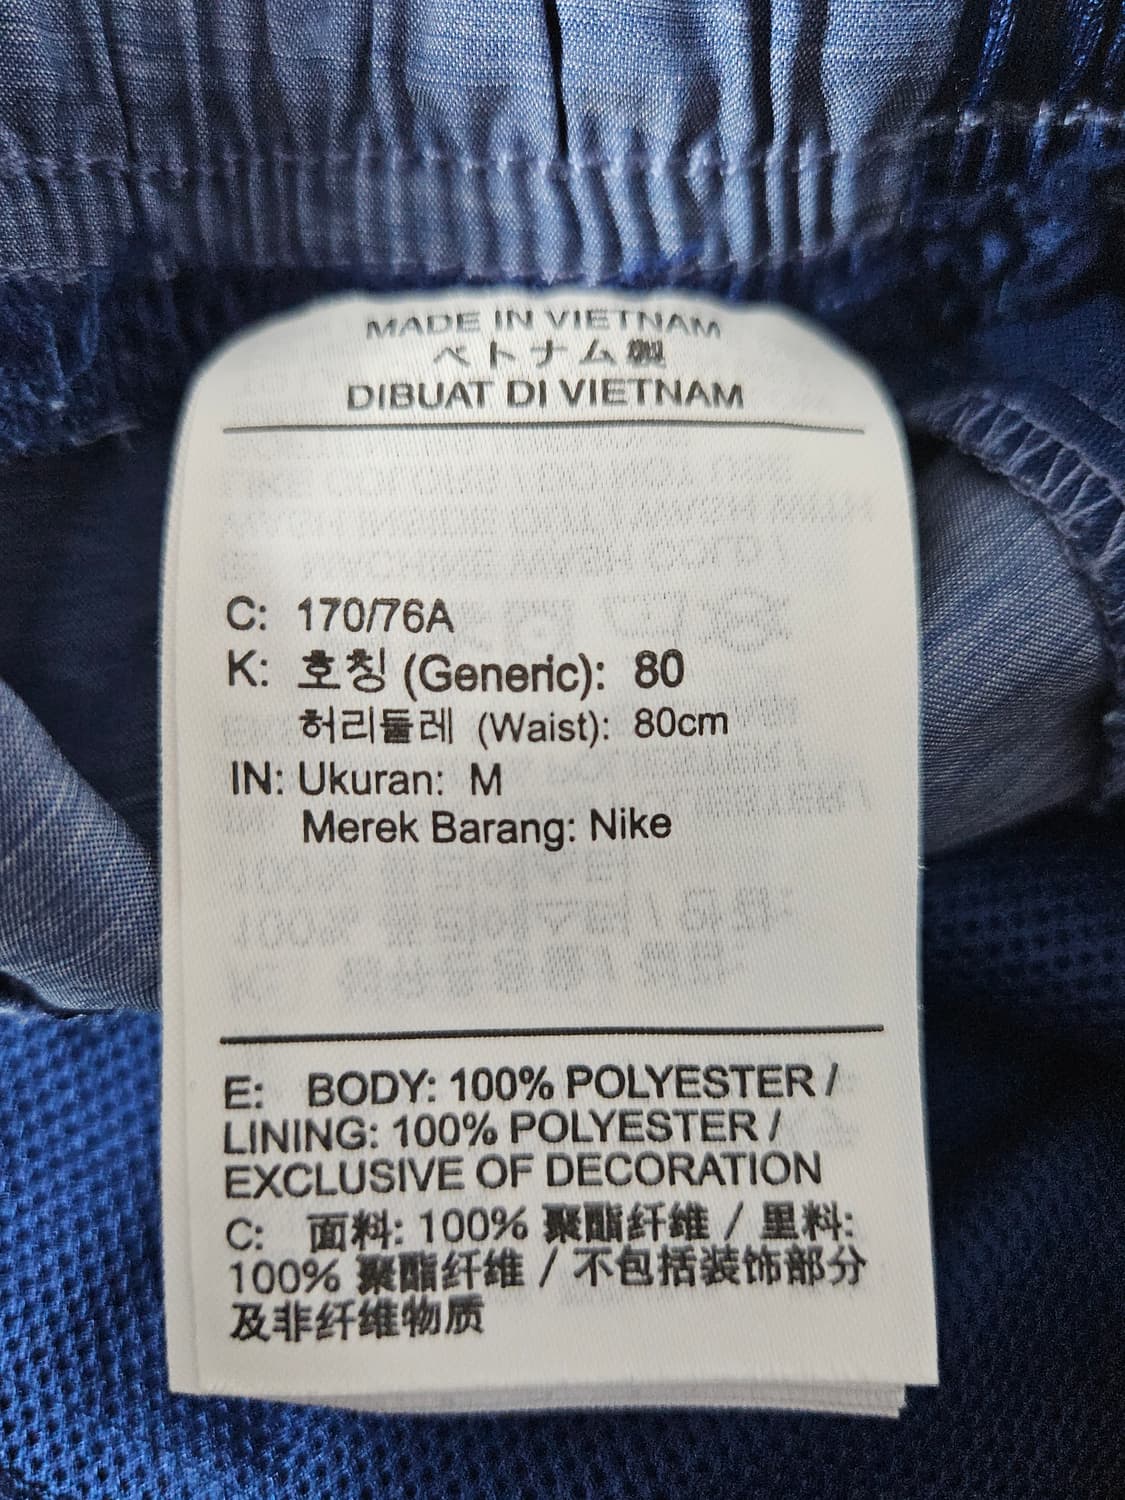 MADE IN VIETNAM
ベトナム製
DIBUAT DI VIETNAM
C: 170/76A
K: 호칭 (Generic): 80
허리둘레 (Waist): 80cm
IN: Ukuran: M
Merek Barang: Nike
E: BODY: 100% POLYESTER /
LINING: 100% POLYESTER /
EXCLUSIVE OF DECORATION
C: 面料: 100% 聚酯纤维 / 里料:
100% 聚酯纤维 / 不包括装饰部分
及非纤维物质